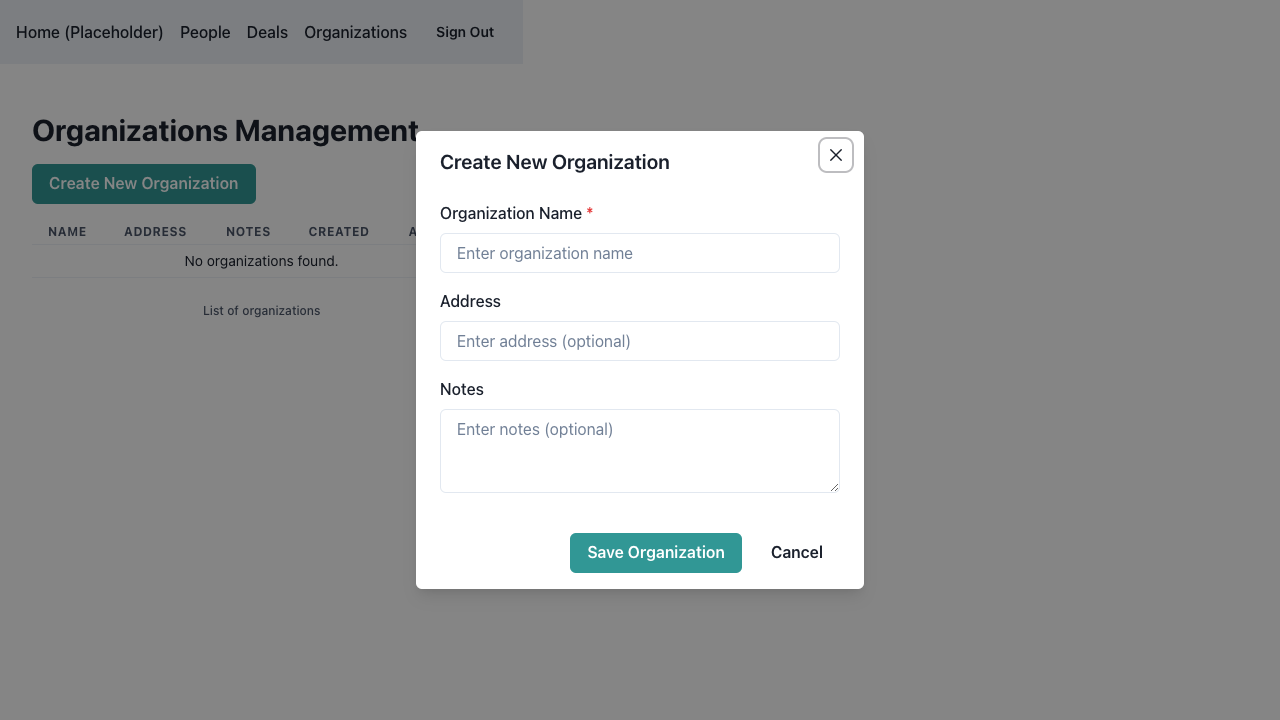 Home (Placeholder) People Deals Organizations Sign Out
Organizations Management
Create New Organization
NAME ADDRESS NOTES CREATED
No organizations found.
List of organizations
Create New Organization
Organization Name *
Enter organization name
Address
Enter address (optional)
Notes
Enter notes (optional)
Save Organization Cancel